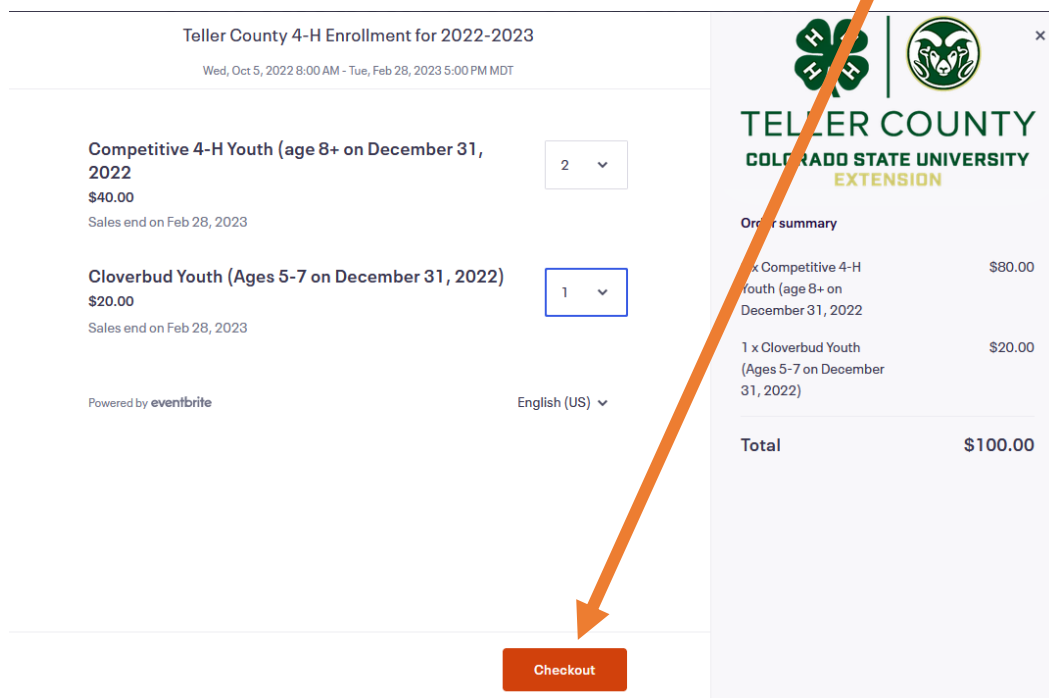 Teller County 4-H Enrollment for 2022-2023
Wed, Oct 5, 2022 8:00 AM - Tue, Feb 28, 2023 5:00 PM MDT
Competitive 4-H Youth (age 8+ on December 31,
2022
$40.00
Sales end on Feb 28, 2023
2
Cloverbud Youth (Ages 5-7 on December 31, 2022)
$20.00
Sales end on Feb 28, 2023
1
Powered by eventbrite
English (US)
Checkout
H H
H H
×
TELLER COUNTY
COLORADO STATE UNIVERSITY
EXTENSION
Order summary
x Competitive 4-H
Youth (age 8+ on
December 31, 2022
$80.00
1 x Cloverbud Youth
(Ages 5-7 on December
31, 2022)
$20.00
Total
$100.00